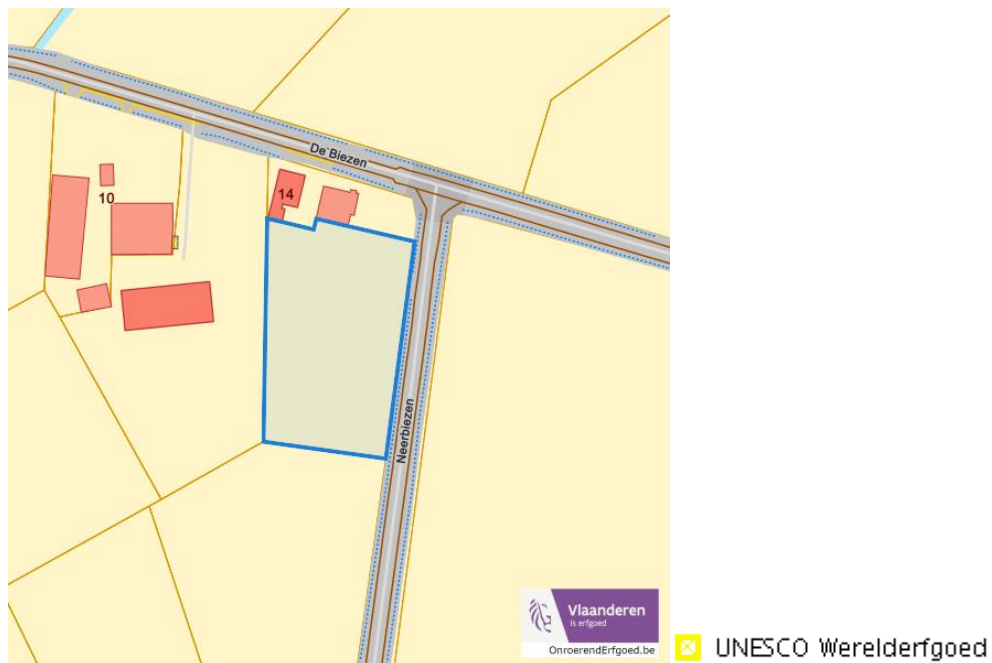 De Biezen
14
10
Neerbiezen
Vlaanderen
is erfgoed
OnroerendErfgoed.be
UNESCO Werelderfgoed